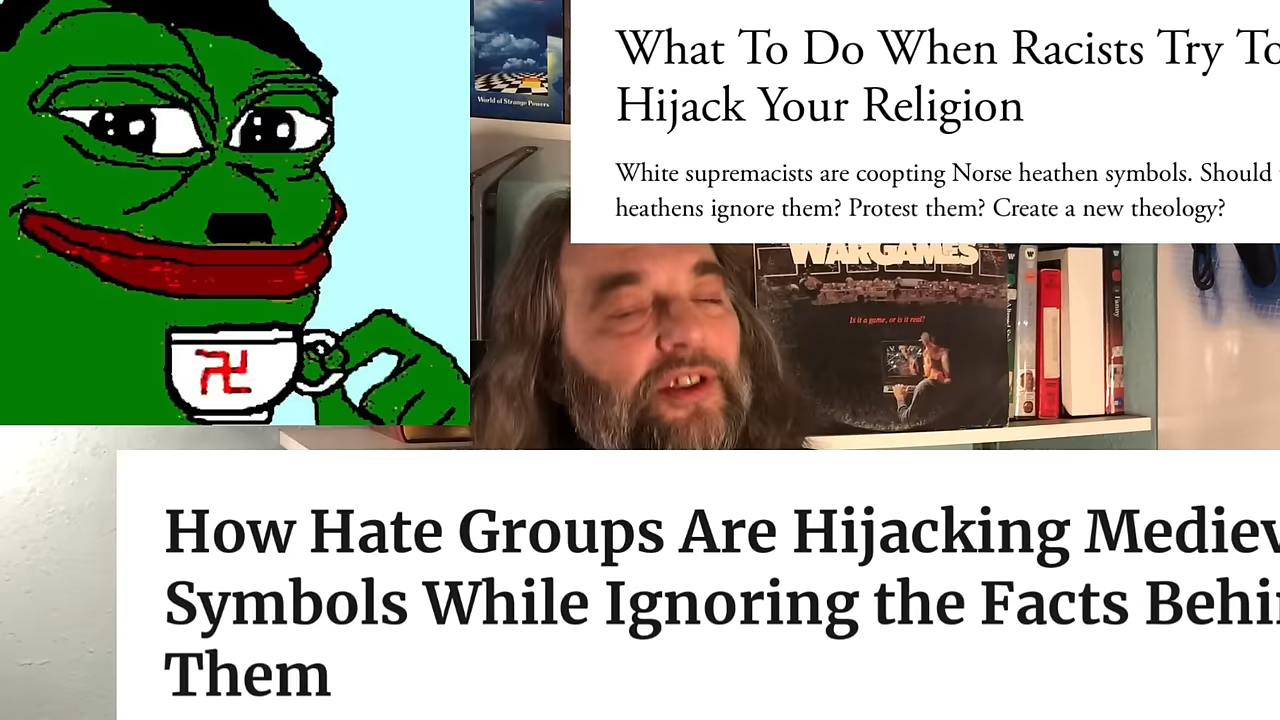 What To Do When Racists Try To
Hijack Your Religion
White supremacists are coopting Norse heathen symbols. Should
heathens ignore them? Protest them? Create a new theology?
World of Strange Powers
WARGAMES
Is it a game, or is it real?
How Hate Groups Are Hijacking Mediev
Symbols While Ignoring the Facts Behi
Them